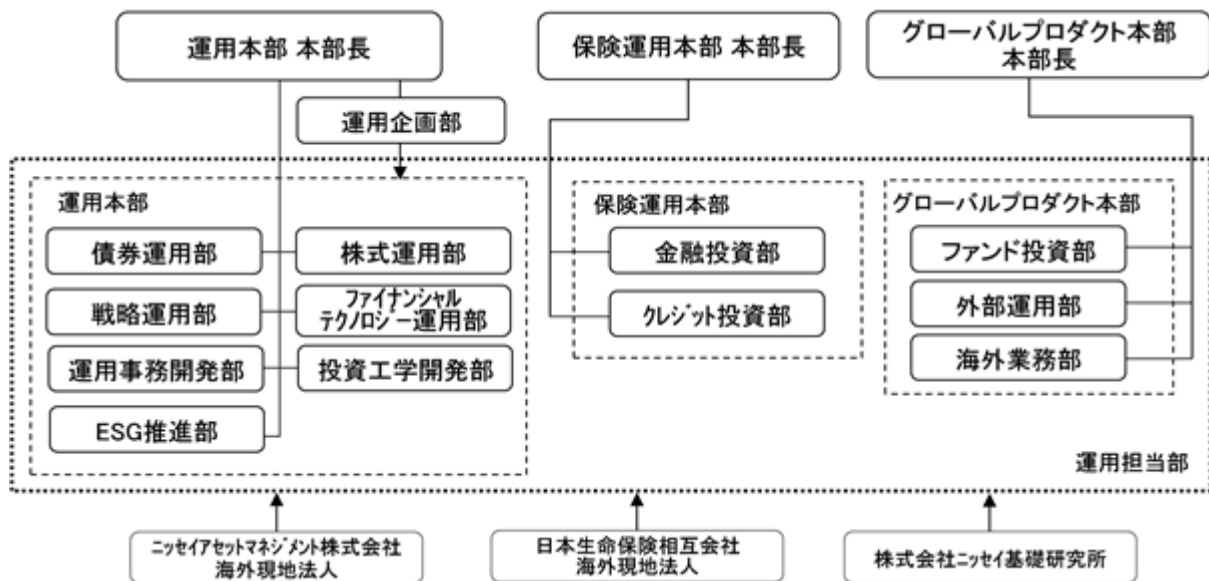 運用本部 本部長
保険運用本部 本部長
グローバルプロダクト本部
本部長
運用企画部
運用本部
債券運用部
株式運用部
戦略運用部
ファイナンシャル
テクノロジー運用部
運用事務開発部
投資工学開発部
ESG推進部
保険運用本部
金融投資部
クレジット投資部
グローバルプロダクト本部
ファンド投資部
外部運用部
海外業務部
運用担当部
ニッセイアセットマネジメント株式会社
海外現地法人
日本生命保険相互会社
海外現地法人
株式会社ニッセイ基礎研究所